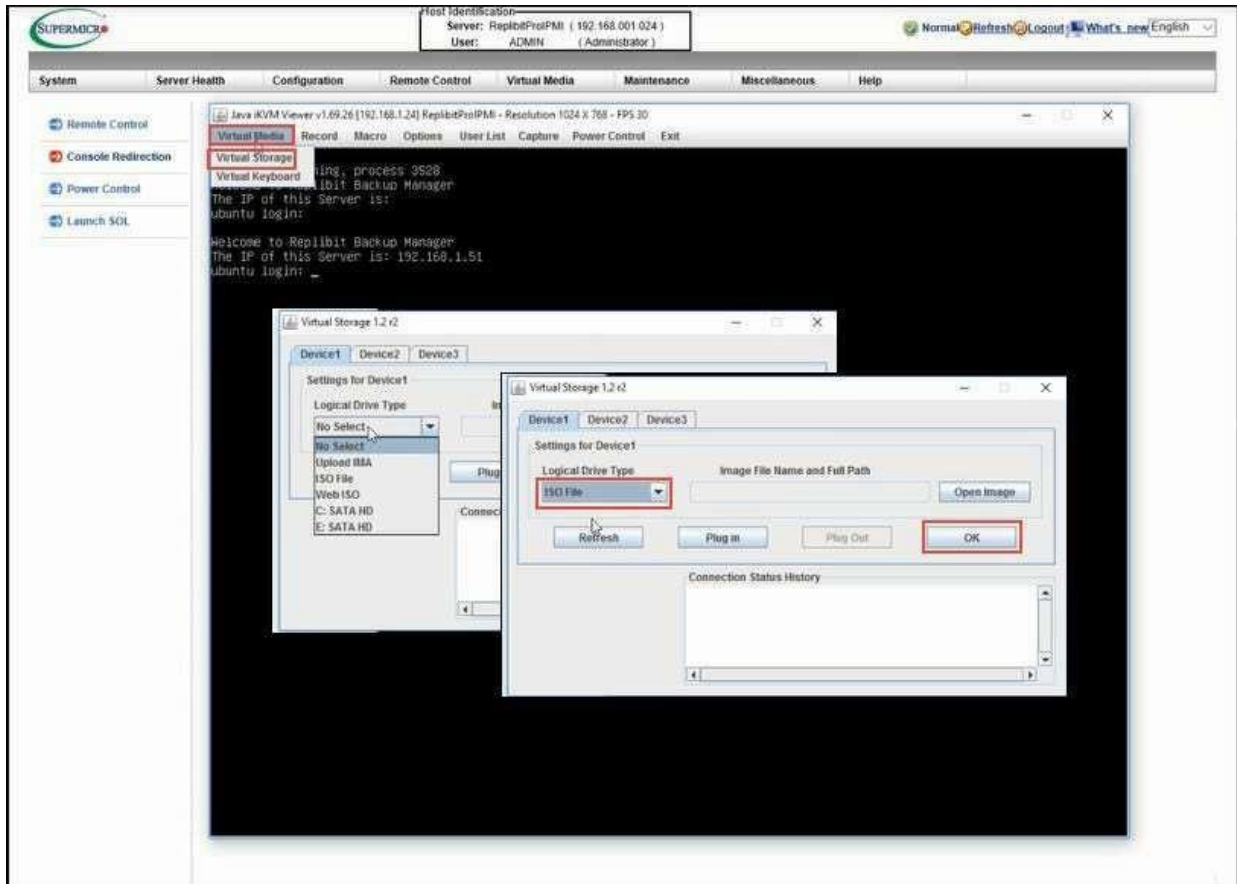 Host Identification
SUPERMICR
Server: ReplibitProIPMI ( 192.168.001.024 )
User: ADMIN ( Administrator )
Normal Refresh Logout What's new English
System Server Health Configuration Remote Control Virtual Media Maintenance Miscellaneous Help
Remote Control
Console Redirection
Power Control
Launch SOL
Java iKVM Viewer v1.69.26 [192.168.1.24] ReplibitProIPMI - Resolution 1024 X 768 - FPS 30
Virtual Media Record Macro Options User List Capture Power Control Exit
Virtual Storage
Virtual Keyboard
ning, process 3528
libit Backup Manager
The IP of this Server is:
ubuntu login:
Welcome to Replibit Backup Manager
The IP of this Server is: 192.168.1.51
ubuntu login: _
Virtual Storage 1.2 r2
Device1 Device2 Device3
Settings for Device1
Logical Drive Type
No Select
No Select
Upload IMA
ISO File
Web ISO
C: SATA HD
E: SATA HD
Plug
Connec
Virtual Storage 1.2 r2
Device1 Device2 Device3
Settings for Device1
Logical Drive Type Image File Name and Full Path
ISO File Open Image
Refresh Plug in Plug Out OK
Connection Status History